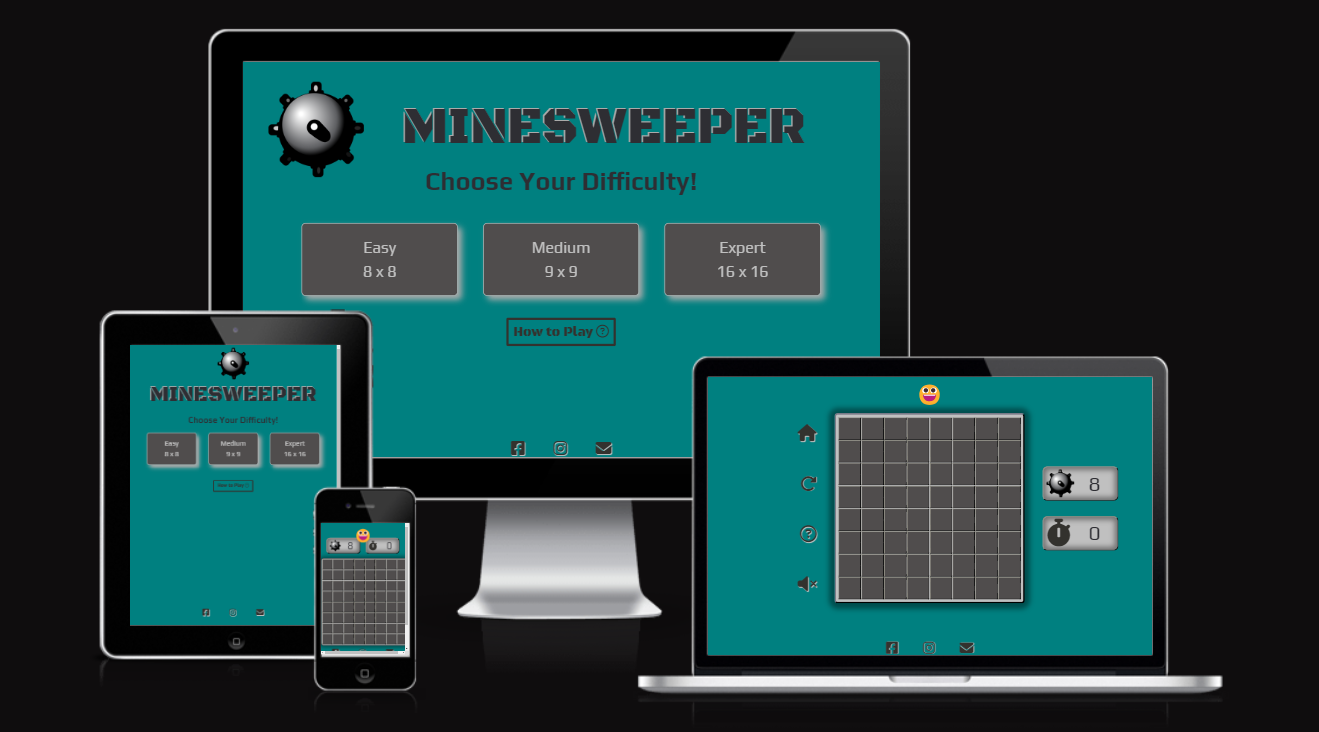 MINESWEEPER
Choose Your Difficulty!
Easy
8 x 8
Medium
9 x 9
Expert
16 x 16
How to Play
MINESWEEPER
Choose Your Difficulty!
Easy
8 x 8
Medium
9 x 9
Expert
16 x 16
How to Play
8
0
8
0